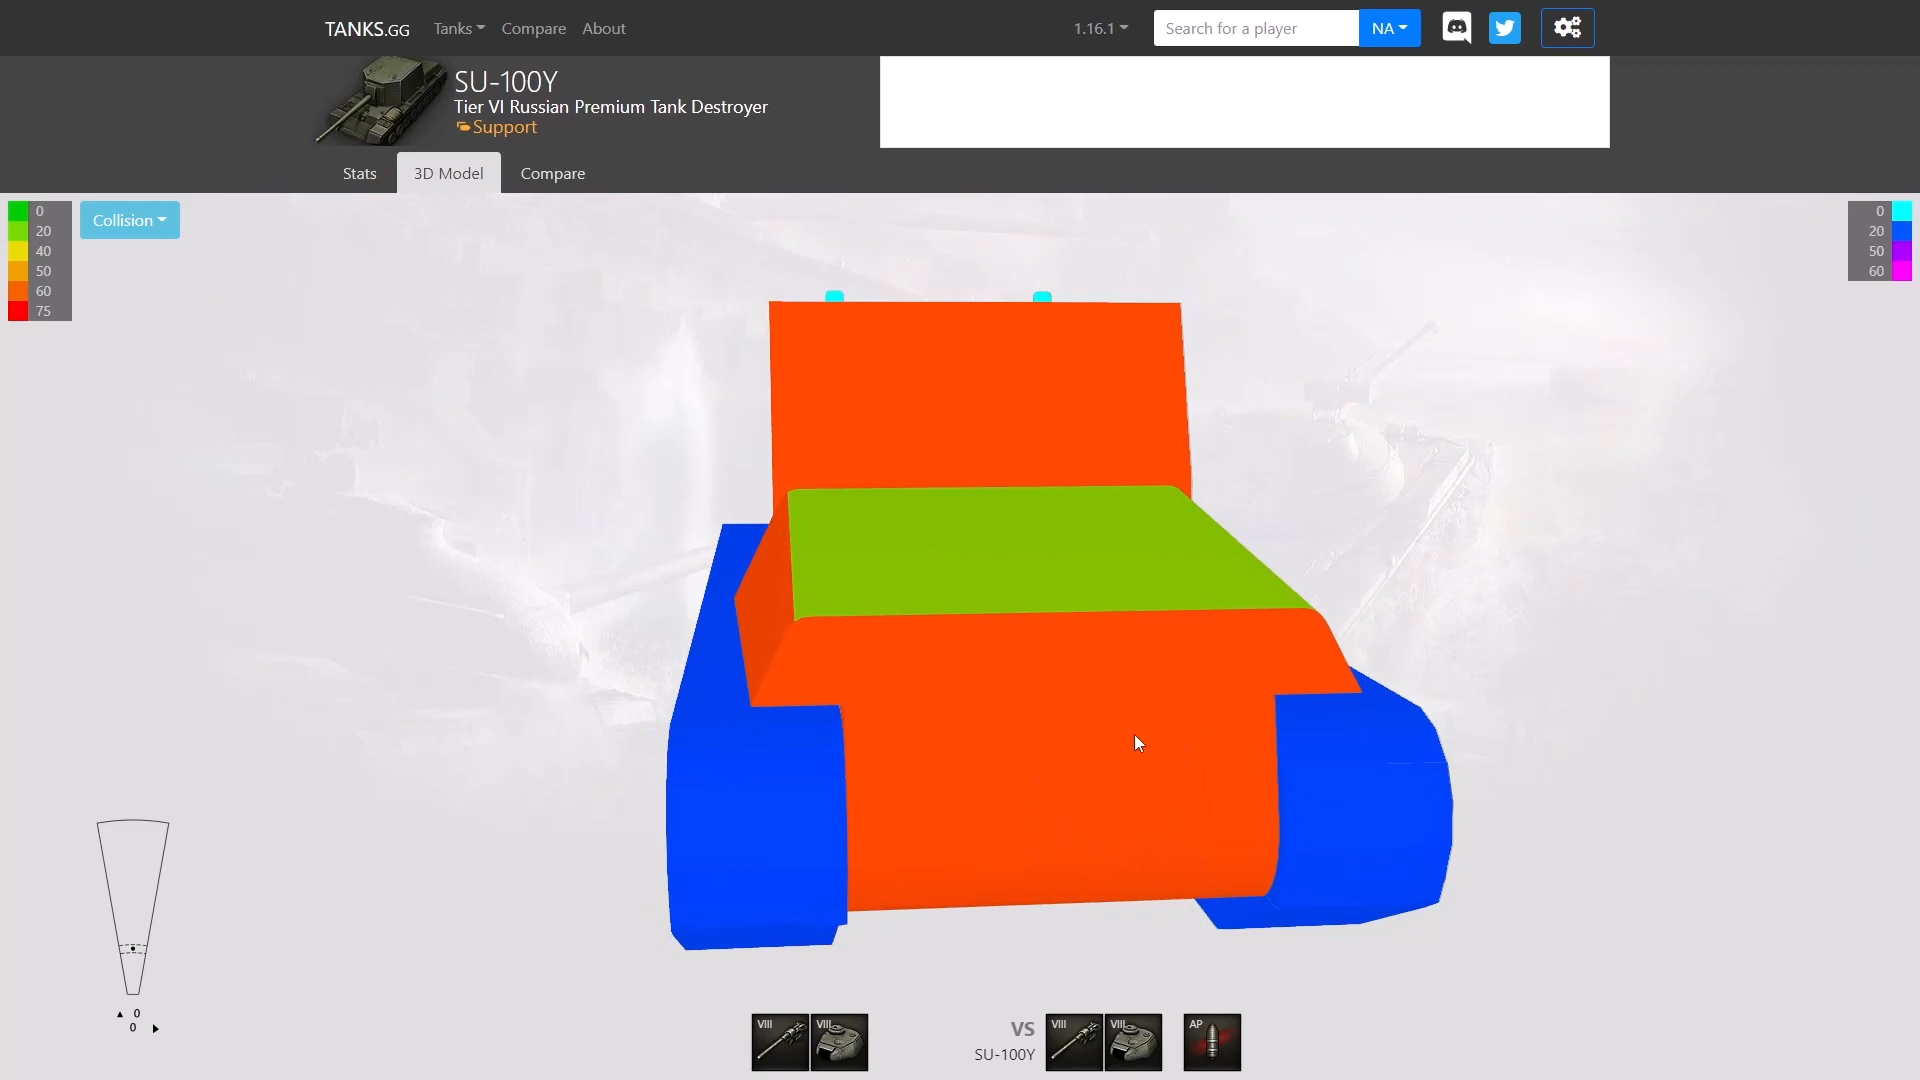 TANKS.GG Tanks Compare About 1.16.1 Search for a player NA
SU-100Y
Tier VI Russian Premium Tank Destroyer
Support
Stats 3D Model Compare
Collision
0
20
40
50
60
75
0
20
50
60
0
0
VIII VIII
VS
SU-100Y
VIII VIII AP